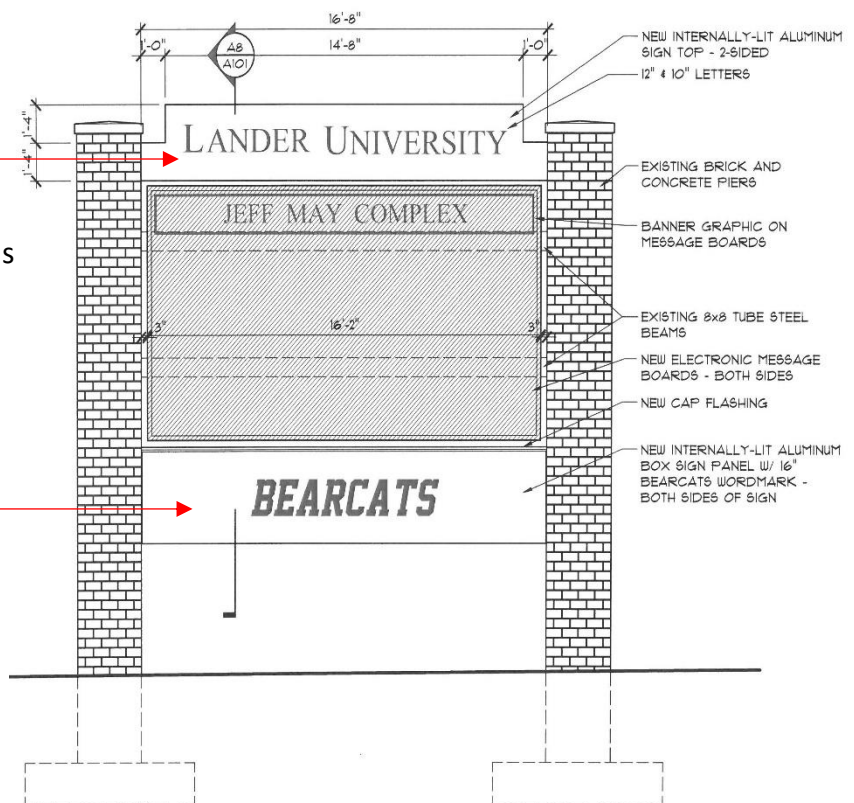 16'-8"
1'-0"
14'-8"
1'-0"
A8
A101
NEW INTERNALLY-LIT ALUMINUM
SIGN TOP - 2-SIDED
12" & 10" LETTERS
1'-4"
1'-4"
LANDER UNIVERSITY
EXISTING BRICK AND
CONCRETE PIERS
JEFF MAY COMPLEX
BANNER GRAPHIC ON
MESSAGE BOARDS
s
3"
16'-2"
3"
EXISTING 8x8 TUBE STEEL
BEAMS
NEW ELECTRONIC MESSAGE
BOARDS - BOTH SIDES
NEW CAP FLASHING
NEW INTERNALLY-LIT ALUMINUM
BOX SIGN PANEL W/ 16"
BEARCATS WORDMARK -
BOTH SIDES OF SIGN
BEARCATS